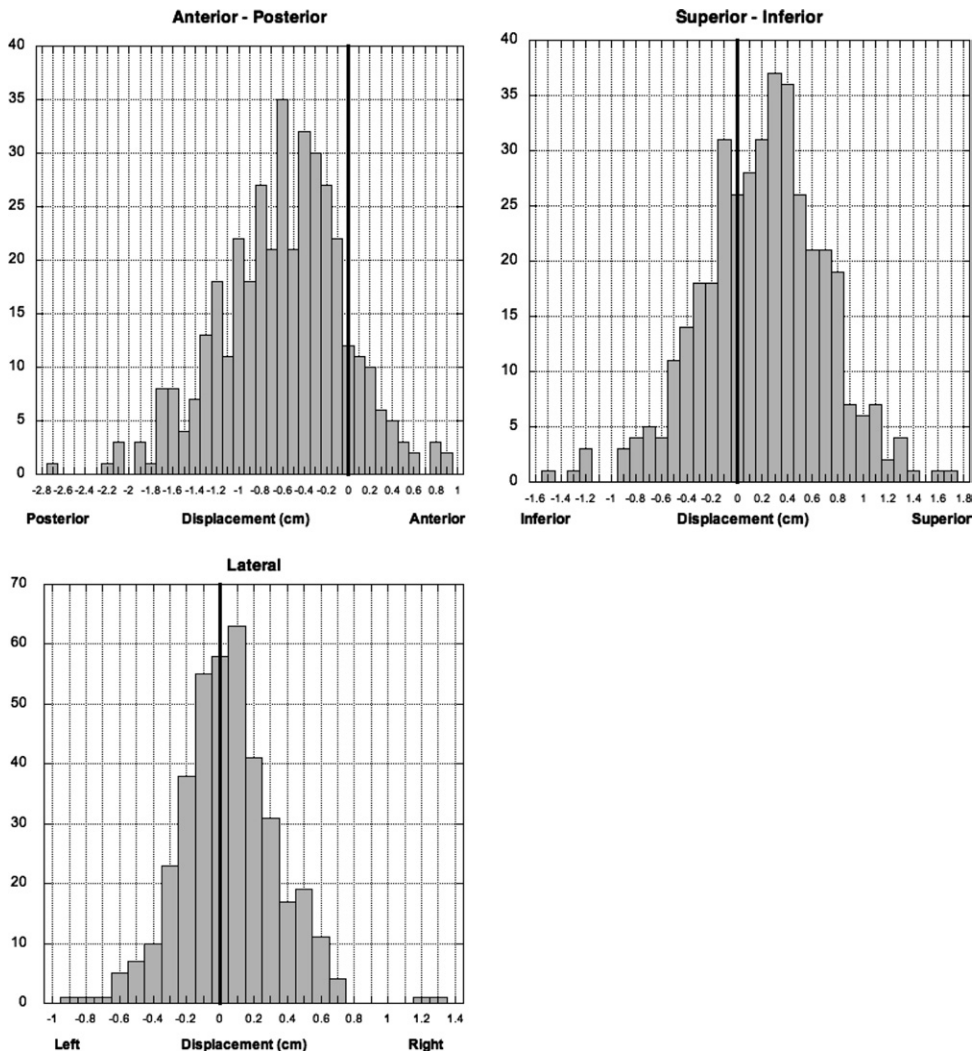 Anterior - Posterior
40
35
30
25
20
15
10
5
0
-2.8 -2.6 -2.4 -2.2 -2 -1.8 -1.6 -1.4 -1.2 -1 -0.8 -0.6 -0.4 -0.2 0 0.2 0.4 0.6 0.8 1
Posterior Displacement (cm) Anterior
Superior - Inferior
40
35
30
25
20
15
10
5
0
-1.6 -1.4 -1.2 -1 -0.8 -0.6 -0.4 -0.2 0 0.2 0.4 0.6 0.8 1 1.2 1.4 1.6 1.8
Inferior Displacement (cm) Superior
Lateral
70
60
50
40
30
20
10
0
-1 -0.8 -0.6 -0.4 -0.2 0 0.2 0.4 0.6 0.8 1 1.2 1.4
Left Displacement (cm) Right